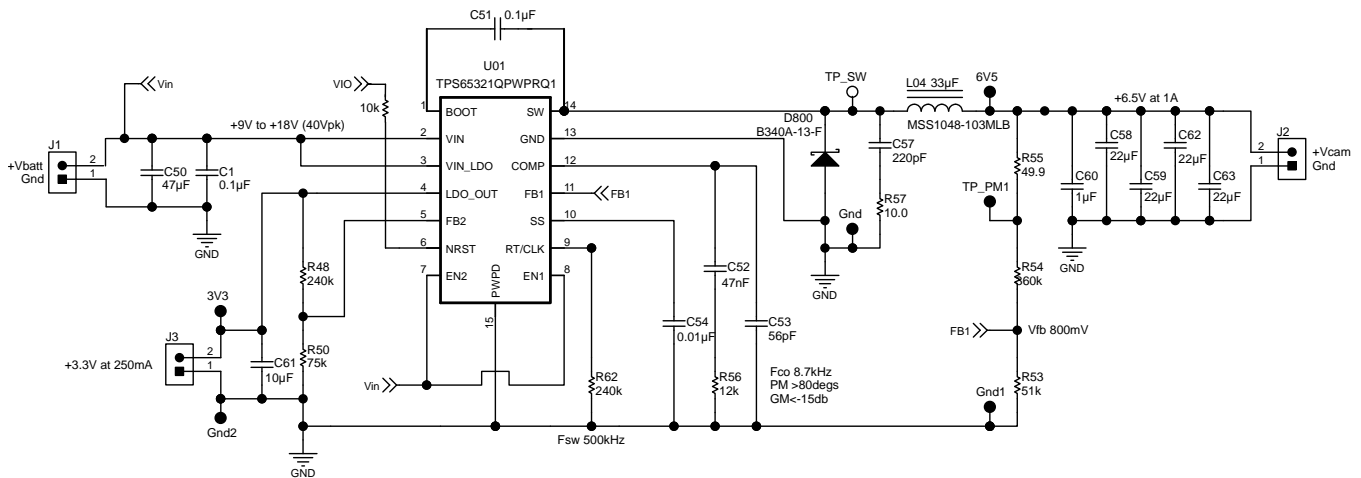 C51 0.1µF
U01
TPS65321QPWPRQ1
Vin
VIO
10k
TP_SW
L04 33µF
6V5
MSS1048-103MLB
+6.5V at 1A
+9V to +18V (40Vpk)
J1
+Vbatt
Gnd
2
1
C50
47µF
C1
0.1µF
GND
1 BOOT
2 VIN
3 VIN_LDO
4 LDO_OUT
5 FB2
6 NRST
7 EN2
SW 14
GND 13
COMP 12
FB1 11
SS 10
RT/CLK 9
EN1 8
PWPD
15
FB1
D800
B340A-13-F
C57
220pF
R57
10.0
Gnd
GND
R55
49.9
TP_PM1
R54
360k
FB1
Vfb 800mV
R53
51k
Gnd1
C58
22µF
C62
22µF
C60
1µF
C59
22µF
C63
22µF
GND
J2
2
1
+Vcam
Gnd
R48
240k
3V3
J3
2
1
+3.3V at 250mA
C61
10µF
R50
75k
Gnd2
GND
Vin
C52
47nF
C54
0.01µF
C53
56pF
R56
12k
R62
240k
Fco 8.7kHz
PM >80degs
GM<-15db
Fsw 500kHz